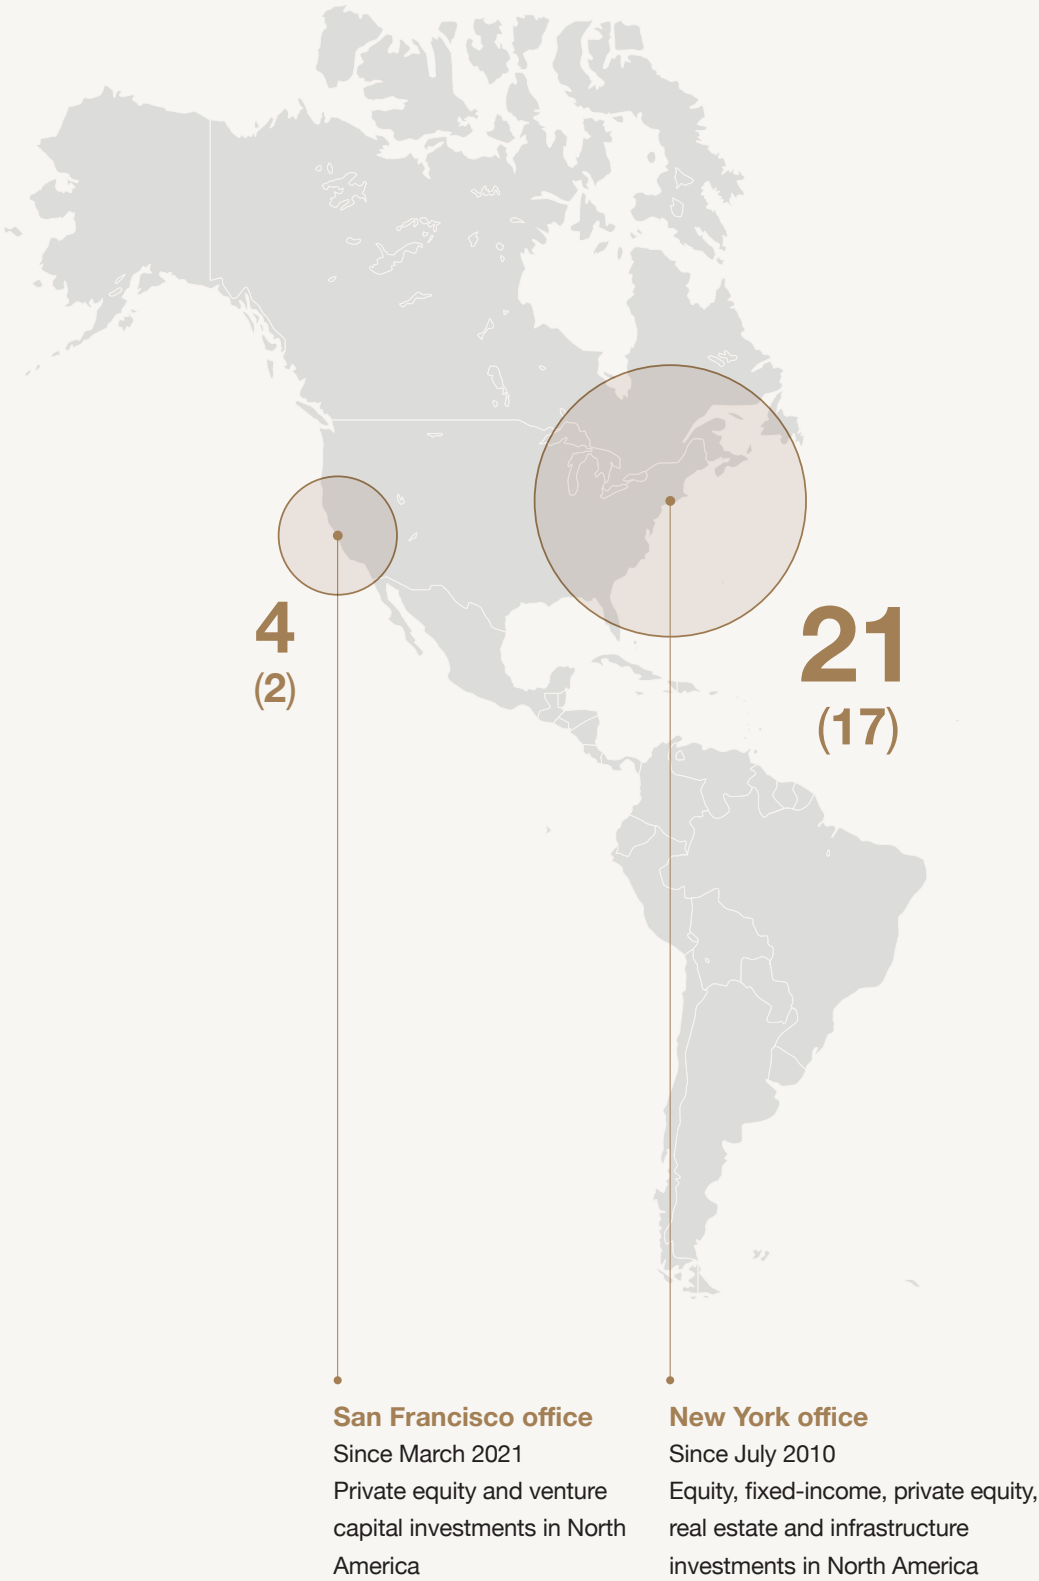 4
(2)
21
(17)
San Francisco office
Since March 2021
Private equity and venture
capital investments in North
America
New York office
Since July 2010
Equity, fixed-income, private equity,
real estate and infrastructure
investments in North America